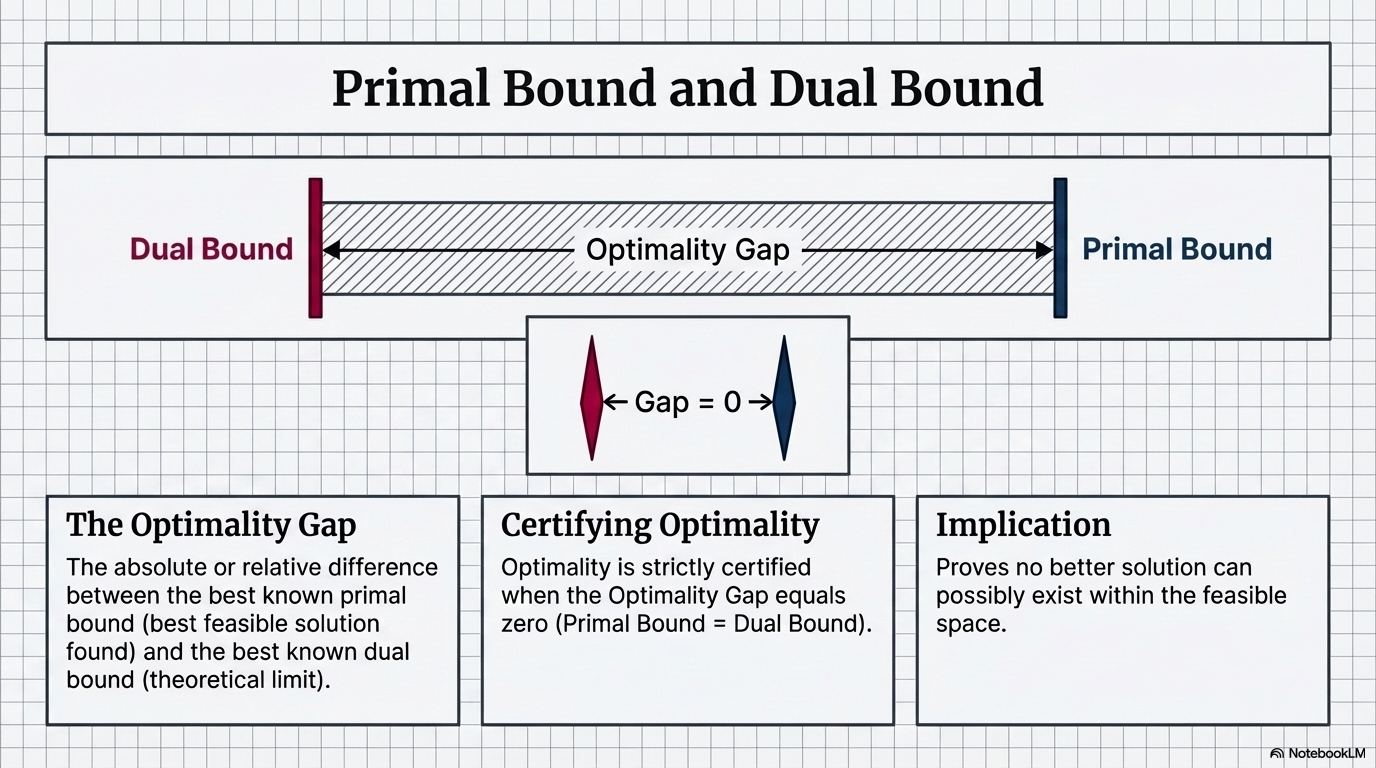 Primal Bound and Dual Bound
Dual Bound
Optimality Gap
Primal Bound
Gap = 0
The Optimality Gap
The absolute or relative difference
between the best known primal
bound (best feasible solution
found) and the best known dual
bound (theoretical limit).
Certifying Optimality
Optimality is strictly certified
when the Optimality Gap equals
zero (Primal Bound = Dual Bound).
Implication
Proves no better solution can
possibly exist within the feasible
space.
NotebookLM